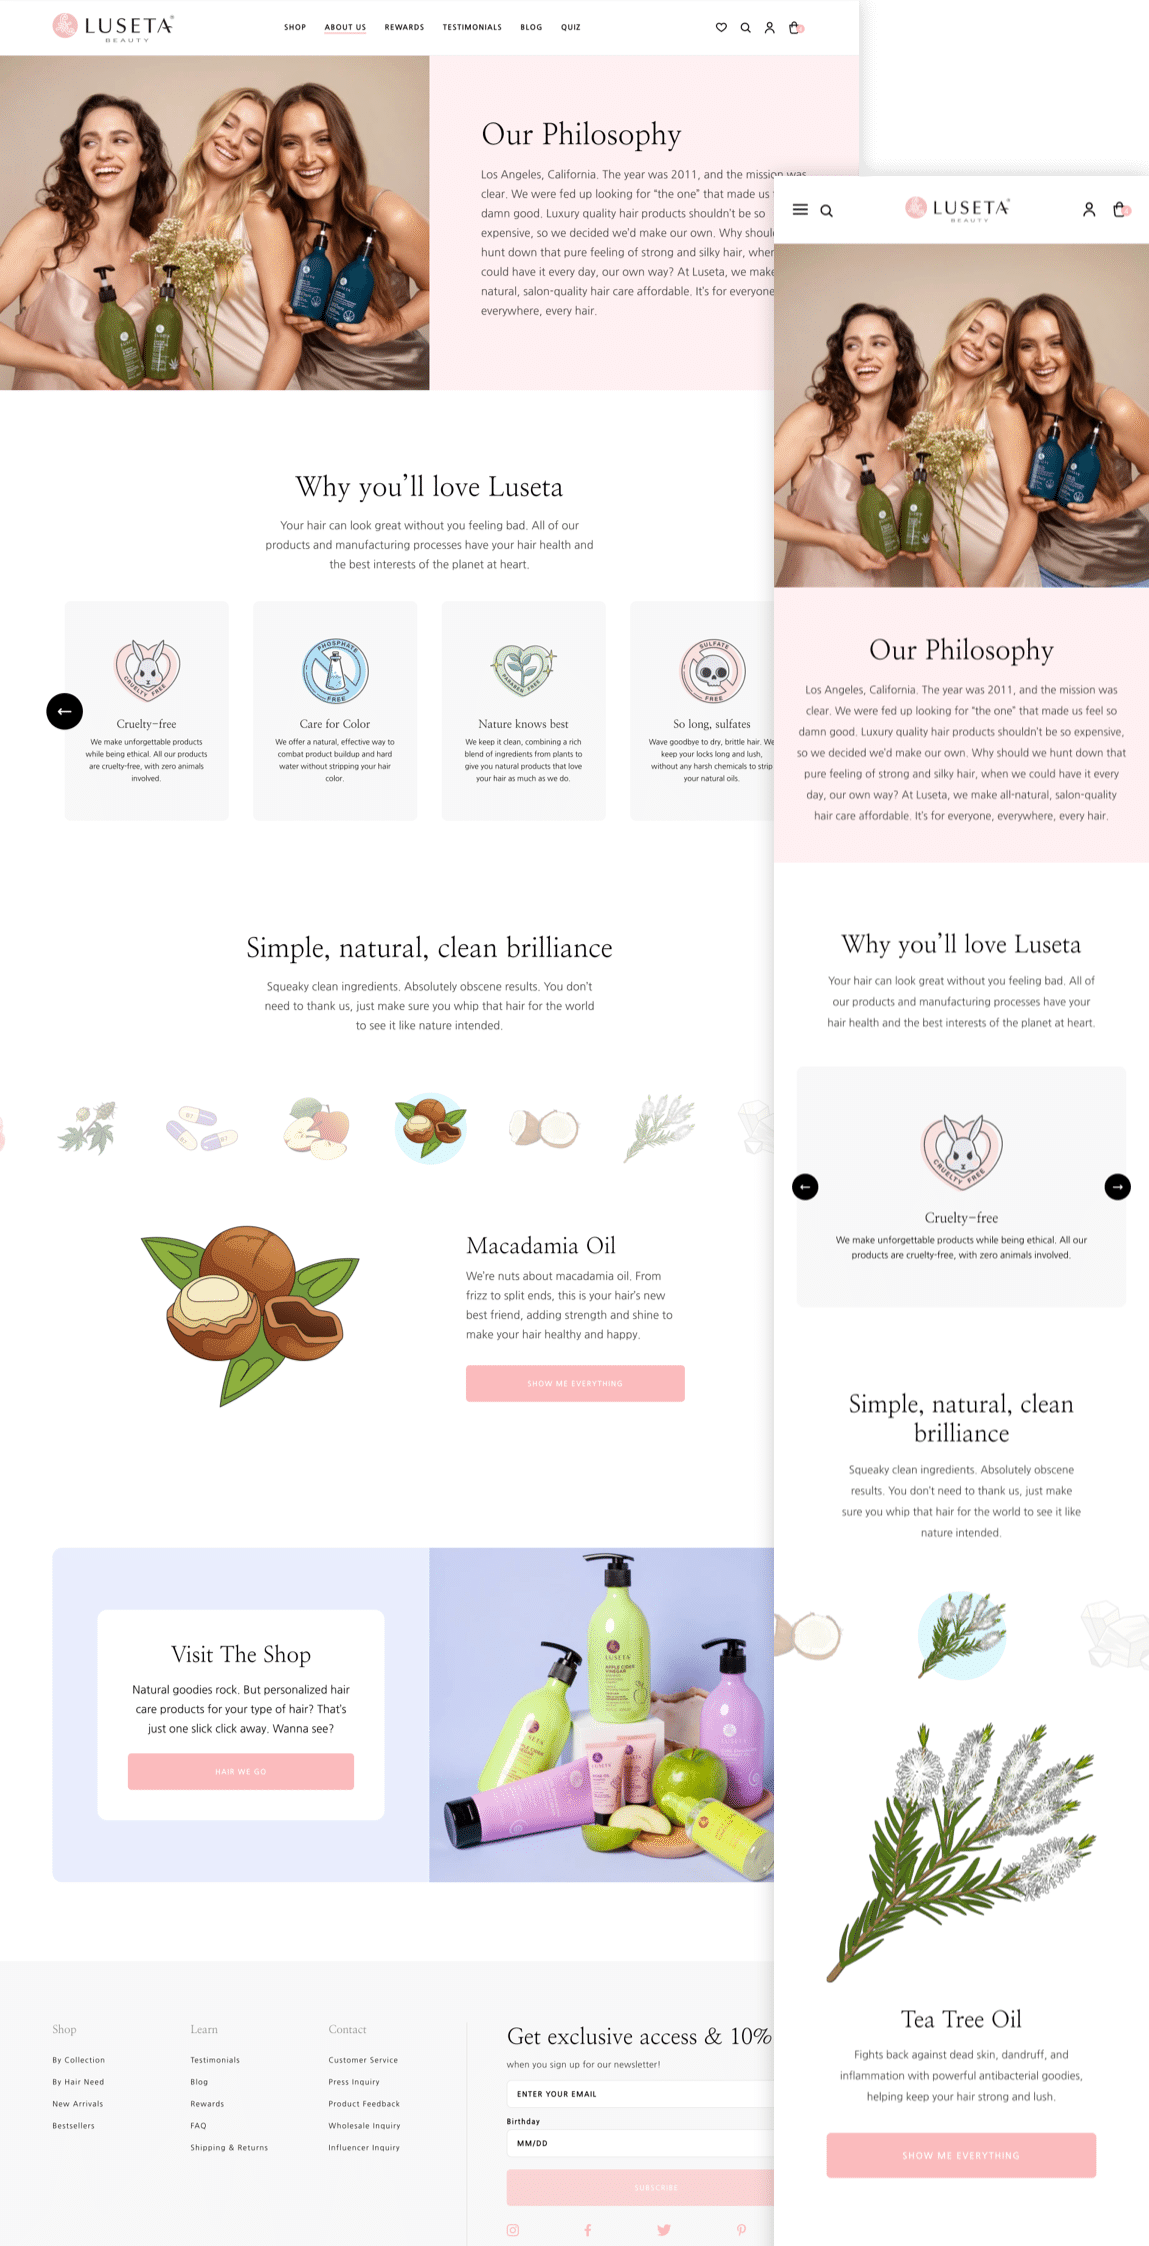 LUSETA
BEAUTY
SHOP ABOUT US REWARDS TESTIMONIALS BLOG QUIZ
Our Philosophy
Los Angeles, California. The year was 2011, and the mission was
clear. We were fed up looking for “the one” that made us
damn good. Luxury quality hair products shouldn’t be so
expensive, so we decided we’d make our own. Why
hunt down that pure feeling of strong and silky hair,
could have it every day, our own way? At Luseta, we make
natural, salon-quality hair care affordable. It’s for everyone
everywhere, every hair.
Why you’ll love Luseta
Your hair can look great without you feeling bad. All of our
products and manufacturing processes have your hair health and
the best interests of the planet at heart.
CRUELTY FREE
Cruelty-free
We make unforgettable products
while being ethical. All our products
are cruelty-free, with zero animals
involved.
PHOSPHATE
FREE
Care for Color
We offer a natural, effective way to
combat product buildup and hard
water without stripping your hair
color.
PARABEN FREE
Nature knows best
We keep it clean, combining a rich
blend of ingredients from plants to
give you natural products that love
your hair as much as we do.
SULFATE
FREE
So long, sulfates
Wave goodbye to dry, brittle hair. We
keep your locks long and lush,
without any harsh chemicals to strip
your natural oils.
Simple, natural, clean brilliance
Squeaky clean ingredients. Absolutely obscene results. You don’t
need to thank us, just make sure you whip that hair for the world
to see it like nature intended.
B7
B7
B7
Macadamia Oil
We’re nuts about macadamia oil. From
frizz to split ends, this is your hair’s new
best friend, adding strength and shine to
make your hair healthy and happy.
SHOW ME EVERYTHING
Visit The Shop
Natural goodies rock. But personalized hair
care products for your type of hair? That’s
just one slick click away. Wanna see?
HAIR WE GO
LUSETA
APPLE CIDER
VINEGAR
LUSETA
Shop
By Collection
By Hair Need
New Arrivals
Bestsellers
Learn
Testimonials
Blog
Rewards
FAQ
Shipping & Returns
Contact
Customer Service
Press Inquiry
Product Feedback
Wholesale Inquiry
Influencer Inquiry
Get exclusive access & 10%
when you sign up for our newsletter!
ENTER YOUR EMAIL
Birthday
MM/DD
SUBSCRIBE
LUSETA
BEAUTY
Our Philosophy
Los Angeles, California. The year was 2011, and the mission was
clear. We were fed up looking for “the one” that made us feel so
damn good. Luxury quality hair products shouldn’t be so expensive,
so we decided we’d make our own. Why should we hunt down that
pure feeling of strong and silky hair, when we could have it every
day, our own way? At Luseta, we make all-natural, salon-quality
hair care affordable. It’s for everyone, everywhere, every hair.
Why you’ll love Luseta
Your hair can look great without you feeling bad. All of
our products and manufacturing processes have your
hair health and the best interests of the planet at heart.
CRUELTY FREE
Cruelty-free
We make unforgettable products while being ethical. All our
products are cruelty-free, with zero animals involved.
Simple, natural, clean
brilliance
Squeaky clean ingredients. Absolutely obscene
results. You don’t need to thank us, just make
sure you whip that hair for the world to see it like
nature intended.
Tea Tree Oil
Fights back against dead skin, dandruff, and
inflammation with powerful antibacterial goodies,
helping keep your hair strong and lush.
SHOW ME EVERYTHING